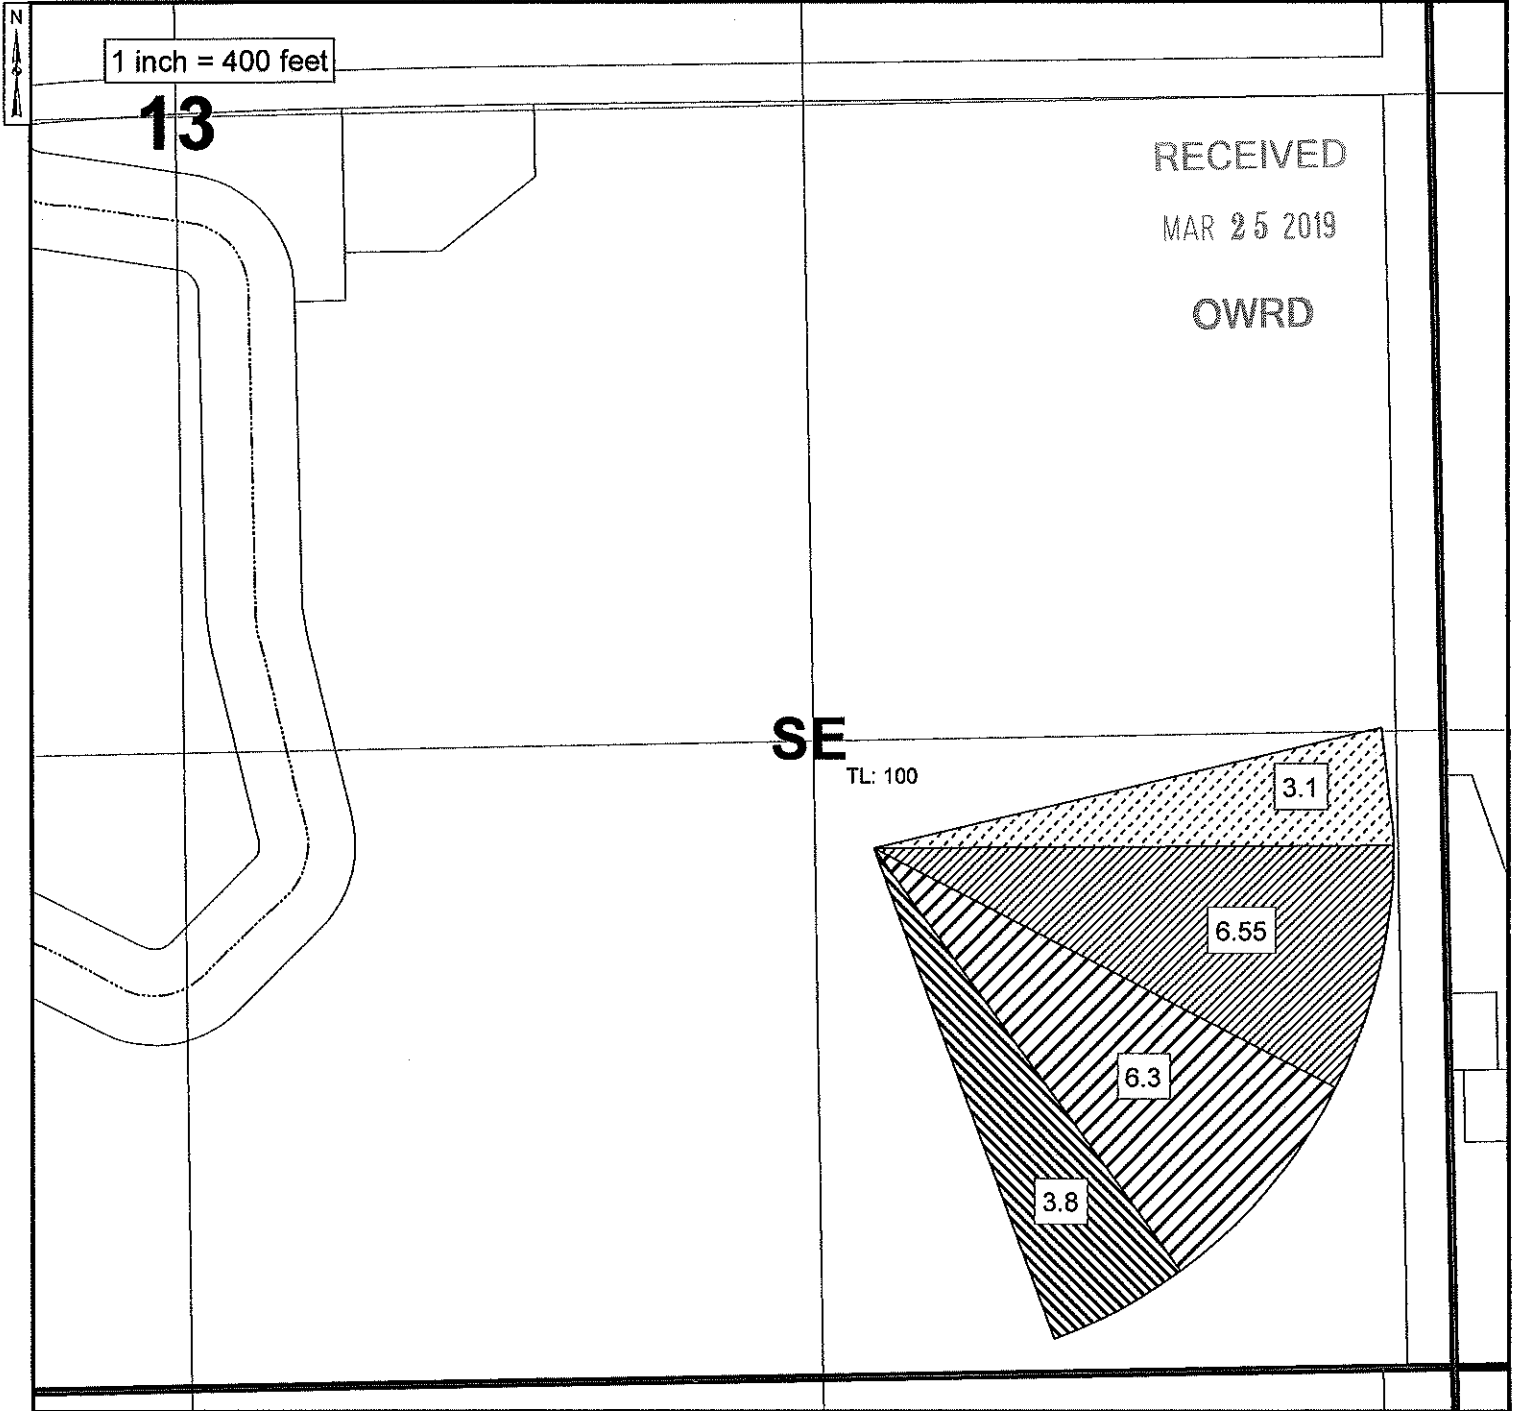 N
1 inch = 400 feet
13
RECEIVED
MAR 25 2019
OWRD
SE
TL: 100
3.1
6.55
6.3
3.8